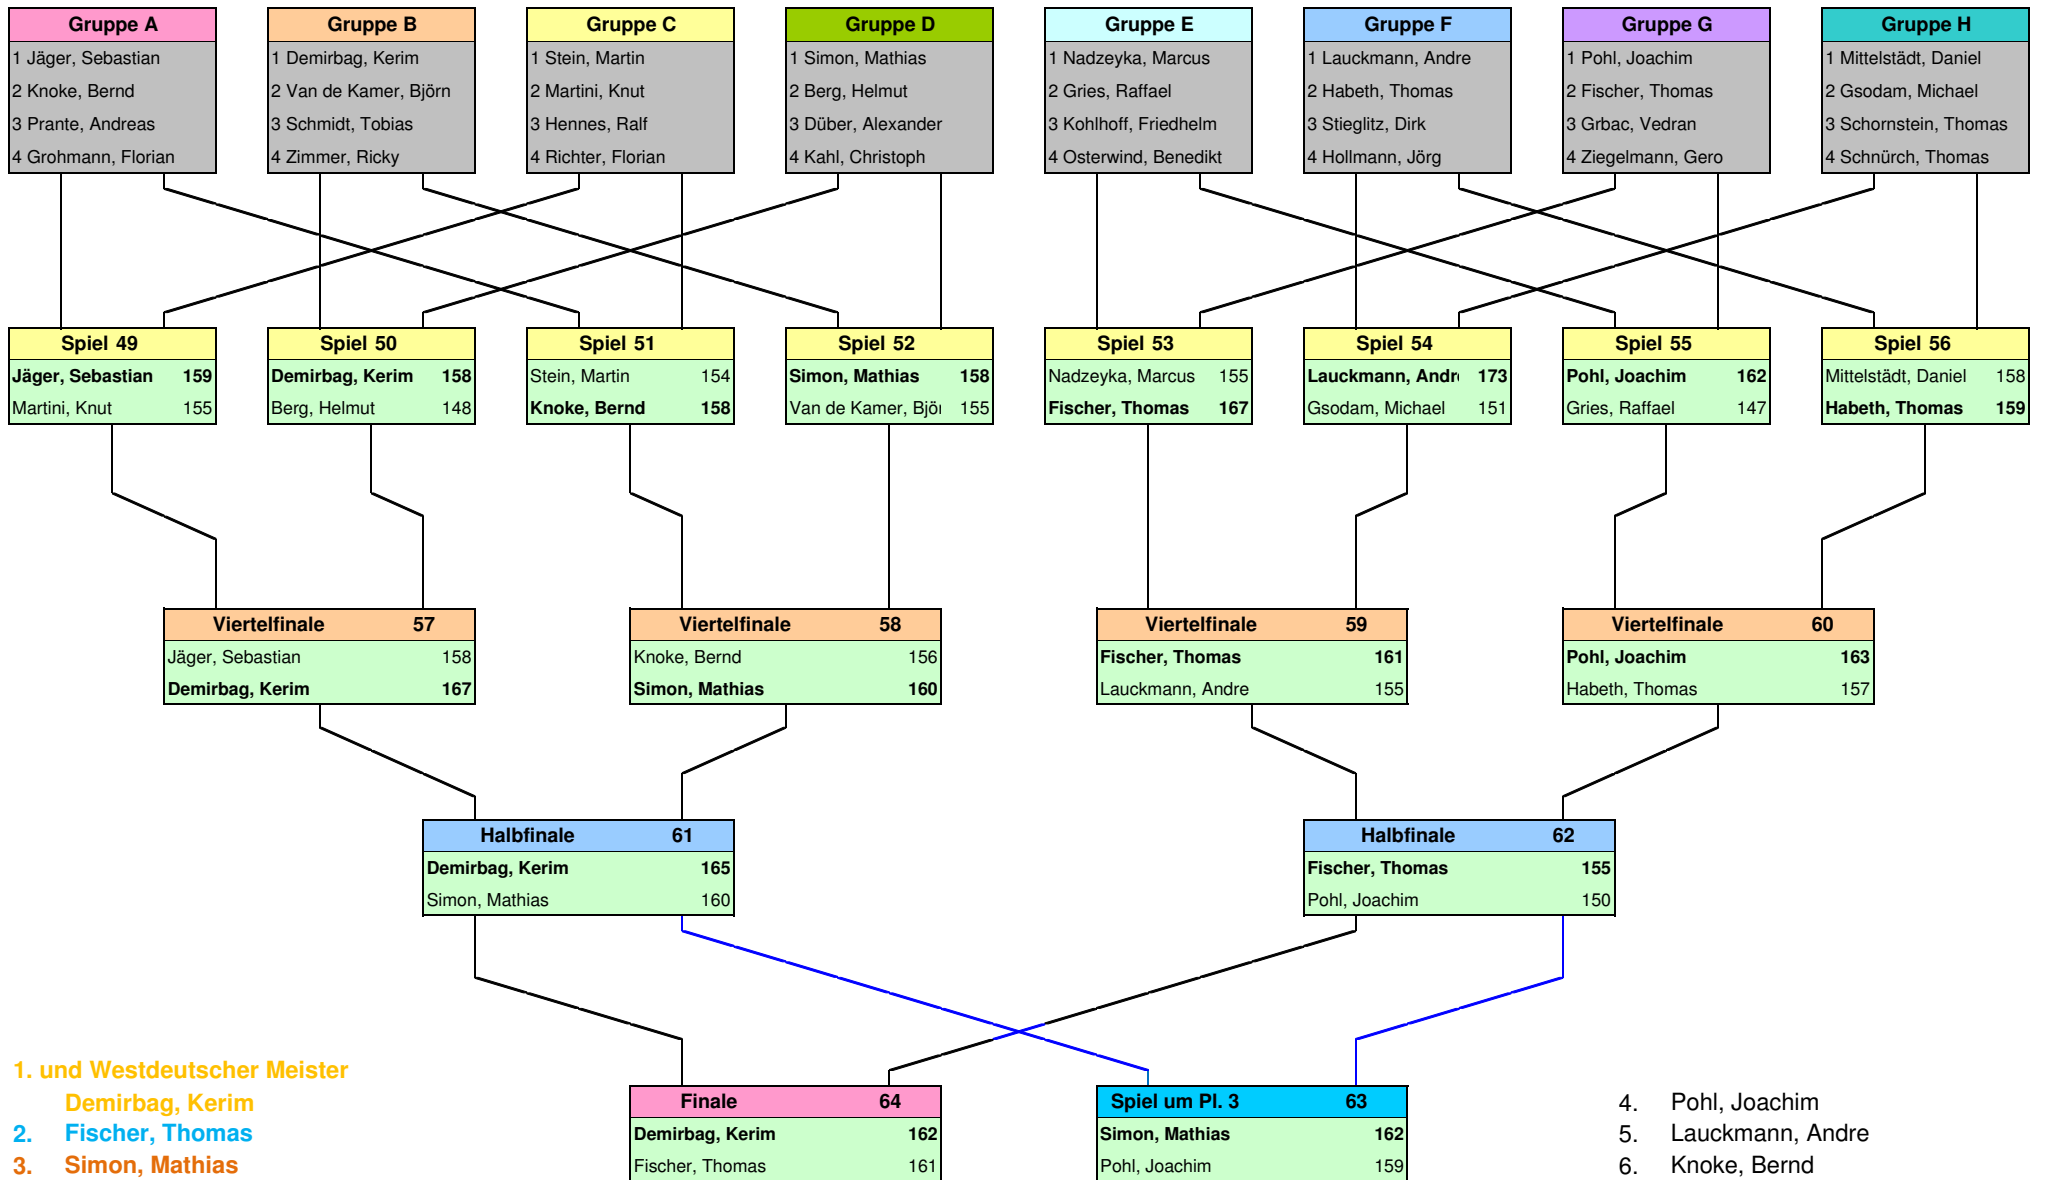 Gruppe A
1 Jäger, Sebastian
2 Knoke, Bernd
3 Prante, Andreas
4 Grohmann, Florian
Gruppe B
1 Demirbag, Kerim
2 Van de Kamer, Björn
3 Schmidt, Tobias
4 Zimmer, Ricky
Gruppe C
1 Stein, Martin
2 Martini, Knut
3 Hennes, Ralf
4 Richter, Florian
Gruppe D
1 Simon, Mathias
2 Berg, Helmut
3 Düber, Alexander
4 Kahl, Christoph
Gruppe E
1 Nadzeyka, Marcus
2 Gries, Raffael
3 Kohlhoff, Friedhelm
4 Osterwind, Benedikt
Gruppe F
1 Lauckmann, Andre
2 Habeth, Thomas
3 Stieglitz, Dirk
4 Hollmann, Jörg
Gruppe G
1 Pohl, Joachim
2 Fischer, Thomas
3 Grbac, Vedran
4 Ziegelmann, Gero
Gruppe H
1 Mittelstädt, Daniel
2 Gsodam, Michael
3 Schornstein, Thomas
4 Schnürch, Thomas
Spiel 49
Jäger, Sebastian 159
Martini, Knut 155
Spiel 50
Demirbag, Kerim 158
Berg, Helmut 148
Spiel 51
Stein, Martin 154
Knoke, Bernd 158
Spiel 52
Simon, Mathias 158
Van de Kamer, Bjö 155
Spiel 53
Nadzeyka, Marcus 155
Fischer, Thomas 167
Spiel 54
Lauckmann, Andr 173
Gsodam, Michael 151
Spiel 55
Pohl, Joachim 162
Gries, Raffael 147
Spiel 56
Mittelstädt, Daniel 158
Habeth, Thomas 159
Viertelfinale 57
Jäger, Sebastian 158
Demirbag, Kerim 167
Viertelfinale 58
Knoke, Bernd 156
Simon, Mathias 160
Viertelfinale 59
Fischer, Thomas 161
Lauckmann, Andre 155
Viertelfinale 60
Pohl, Joachim 163
Habeth, Thomas 157
Halbfinale 61
Demirbag, Kerim 165
Simon, Mathias 160
Halbfinale 62
Fischer, Thomas 155
Pohl, Joachim 150
1. und Westdeutscher Meister
Demirbag, Kerim
2. Fischer, Thomas
3. Simon, Mathias
Finale 64
Demirbag, Kerim 162
Fischer, Thomas 161
Spiel um Pl. 3 63
Simon, Mathias 162
Pohl, Joachim 159
4. Pohl, Joachim
5. Lauckmann, Andre
6. Knoke, Bernd